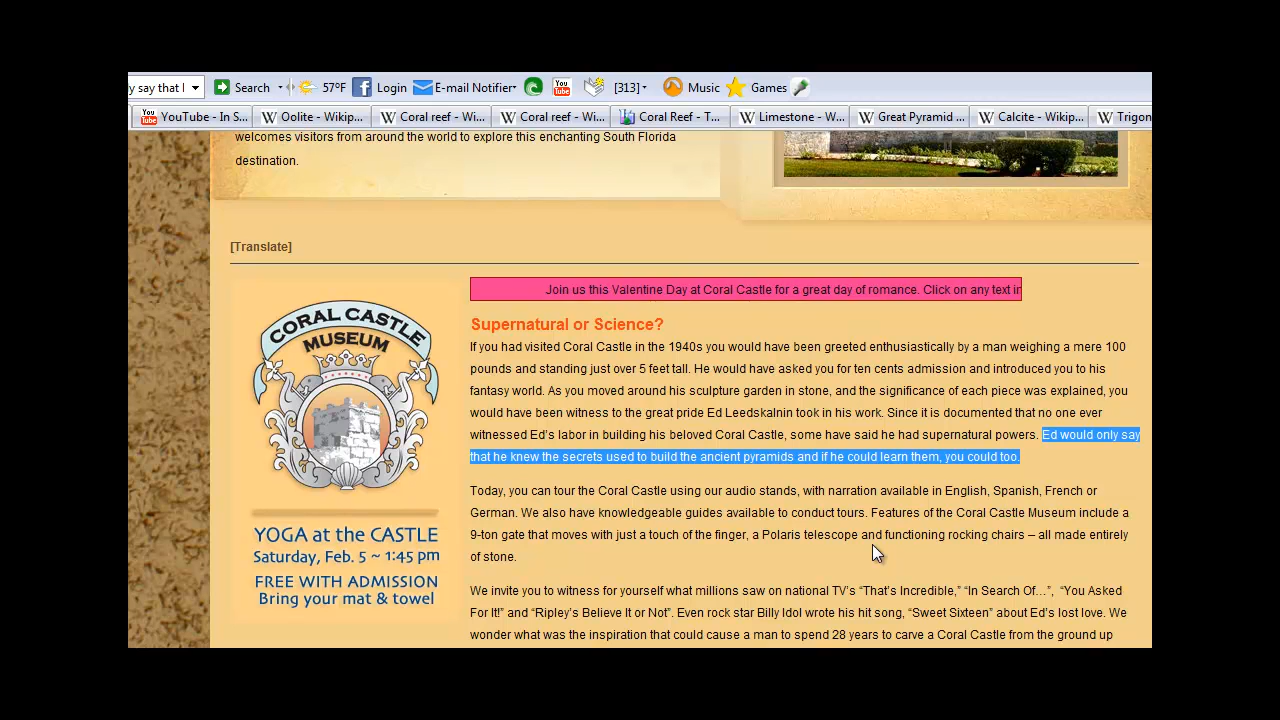 y say that I
Search
57°F
Login
E-mail Notifier
You Tube
[313]
Music
Games
You Tube
YouTube - In S...
Oolite - Wikip...
Coral reef - Wi...
Coral reef - Wi...
Coral Reef - T...
Limestone - W...
Great Pyramid ...
Calcite - Wikip...
Trigon
welcomes visitors from around the world to explore this enchanting South Florida
destination.
[Translate]
Join us this Valentine Day at Coral Castle for a great day of romance. Click on any text in
CORAL CASTLE
MUSEUM
YOGA at the CASTLE
Saturday, Feb. 5 ~ 1:45 pm
FREE WITH ADMISSION
Bring your mat & towel
Supernatural or Science?
If you had visited Coral Castle in the 1940s you would have been greeted enthusiastically by a man weighing a mere 100
pounds and standing just over 5 feet tall. He would have asked you for ten cents admission and introduced you to his
fantasy world. As you moved around his sculpture garden in stone, and the significance of each piece was explained, you
would have been witness to the great pride Ed Leedskalnin took in his work. Since it is documented that no one ever
witnessed Ed's labor in building his beloved Coral Castle, some have said he had supernatural powers. Ed would only say
that he knew the secrets used to build the ancient pyramids and if he could learn them, you could too.
Today, you can tour the Coral Castle using our audio stands, with narration available in English, Spanish, French or
German. We also have knowledgeable guides available to conduct tours. Features of the Coral Castle Museum include a
9-ton gate that moves with just a touch of the finger, a Polaris telescope and functioning rocking chairs – all made entirely
of stone.
We invite you to witness for yourself what millions saw on national TV's “That's Incredible,” “In Search Of...”, “You Asked
For It!” and “Ripley's Believe It or Not”. Even rock star Billy Idol wrote his hit song, “Sweet Sixteen” about Ed's lost love. We
wonder what was the inspiration that could cause a man to spend 28 years to carve a Coral Castle from the ground up